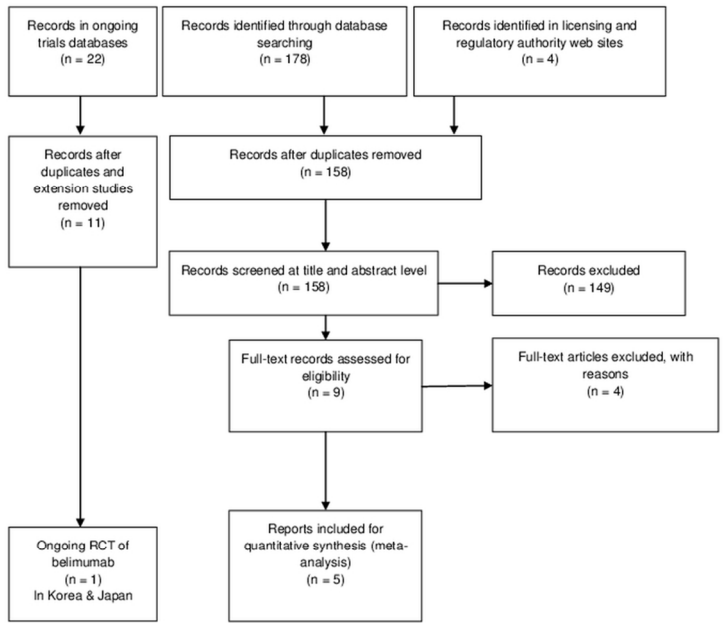 Records in ongoing
trials databases
(n = 22)
Records identified through database
searching
(n = 178)
Records identified in licensing and
regulatory authority web sites
(n = 4)
Records after
duplicates and
extension studies
removed
(n = 11)
Records after duplicates removed
(n = 158)
Records screened at title and abstract level
(n = 158)
Records excluded
(n = 149)
Full-text records assessed for
eligibility
(n = 9)
Full-text articles excluded, with
reasons
(n = 4)
Ongoing RCT of
belimumab
(n = 1)
In Korea & Japan
Reports included for
quantitative synthesis (meta-
analysis)
(n = 5)